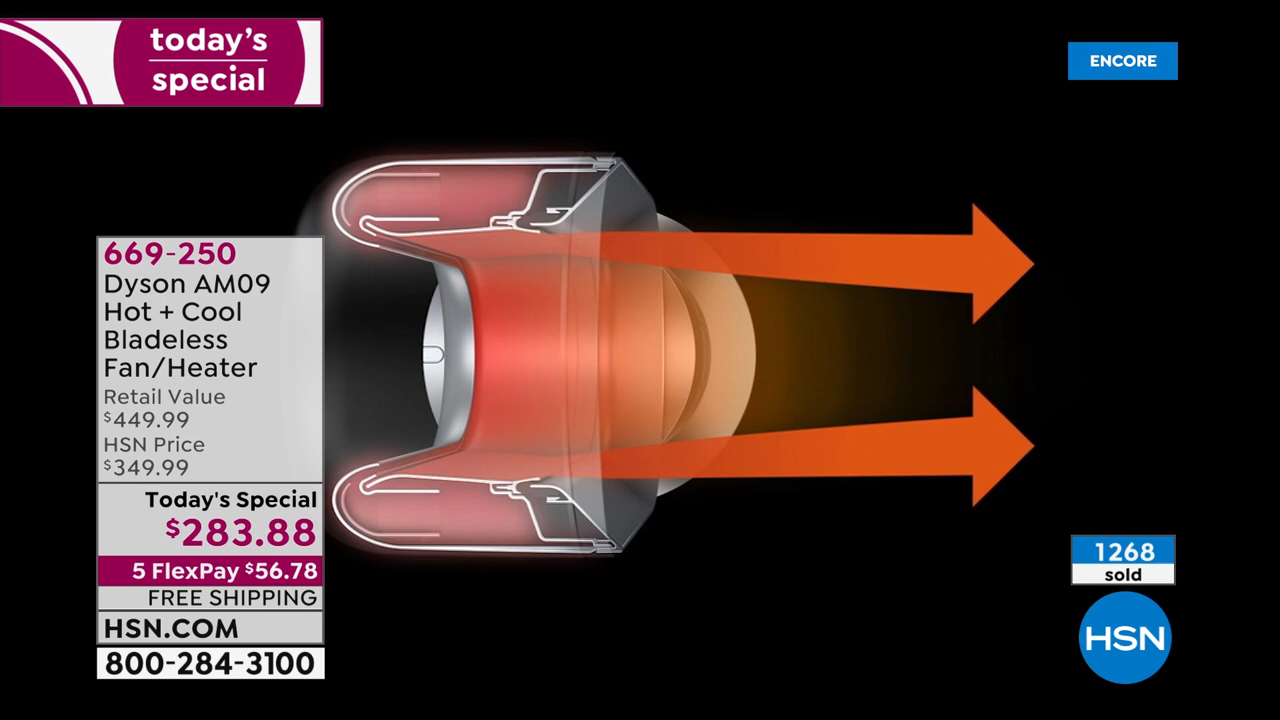 today's
special
ENCORE
669-250
Dyson AM09
Hot + Cool
Bladeless
Fan/Heater
Retail Value
$449.99
HSN Price
$349.99
Today's Special
$283.88
5 FlexPay $56.78
FREE SHIPPING
HSN.COM
800-284-3100
1268
sold
HSN